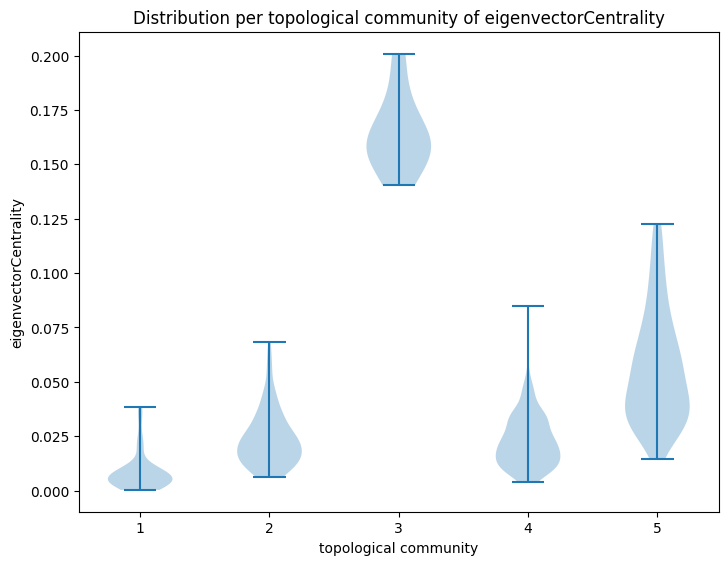 Distribution per topological community of eigenvectorCentrality
0.200
0.175
0.150
0.125
0.100
0.075
0.050
0.025
0.000
eigenvectorCentrality
1 2 3 4 5
topological community